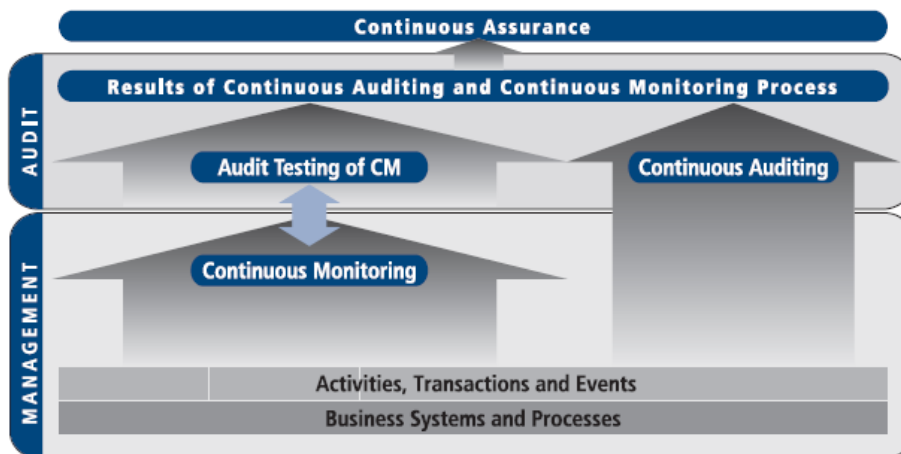 Continuous Assurance
AUDIT
Results of Continuous Auditing and Continuous Monitoring Process
Audit Testing of CM
Continuous Auditing
MANAGEMENT
Continuous Monitoring
Activities, Transactions and Events
Business Systems and Processes